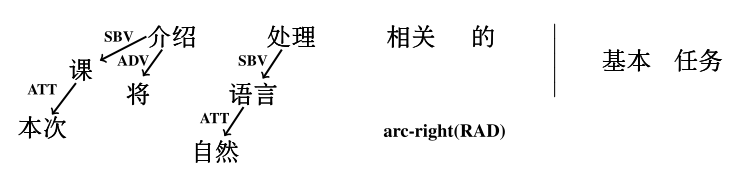 SBV 介绍 处理 相关 的
课 ADV SBV 基本 任务
ATT 将 语言
本次 ATT
自然 arc-right(RAD)